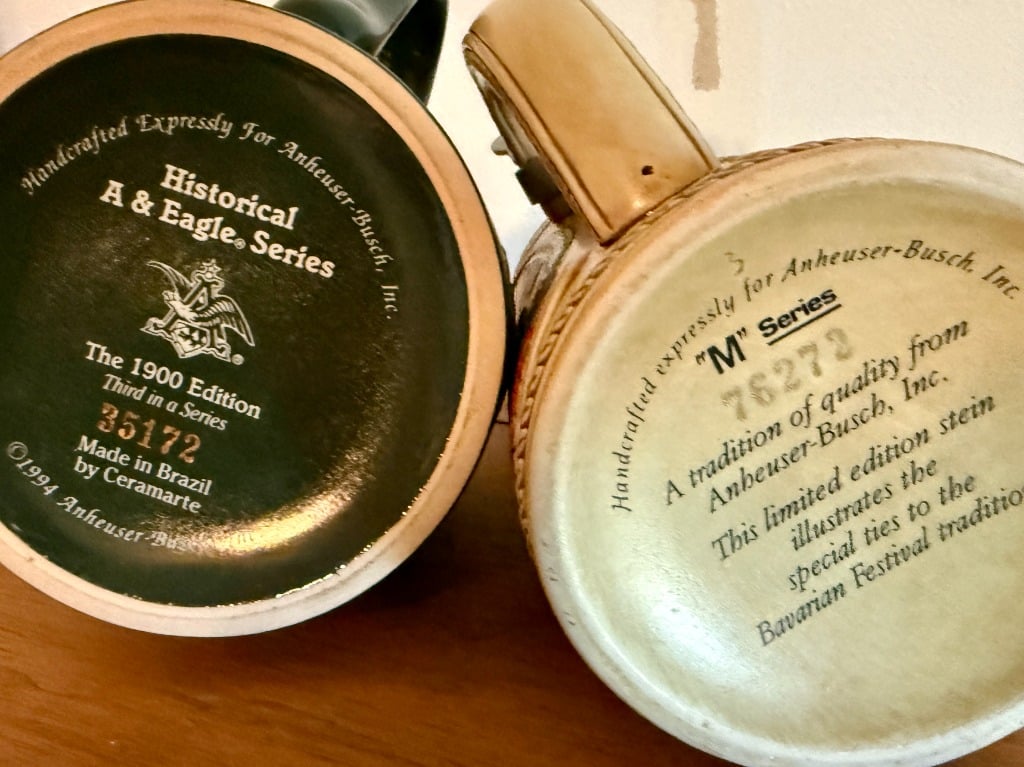 Handcrafted Expressly For Anheuser-Busch, Inc.
Historical
A & Eagle® Series
A
®
The 1900 Edition
Third in a Series
35172
Made in Brazil
by Ceramarte
©1994 Anheuser-Busch
3
Handcrafted expressly for Anheuser-Busch, Inc.
"M" Series
76272
A tradition of quality from
Anheuser-Busch, Inc.
This limited edition stein
illustrates the
special ties to the
Bavarian Festival tradition